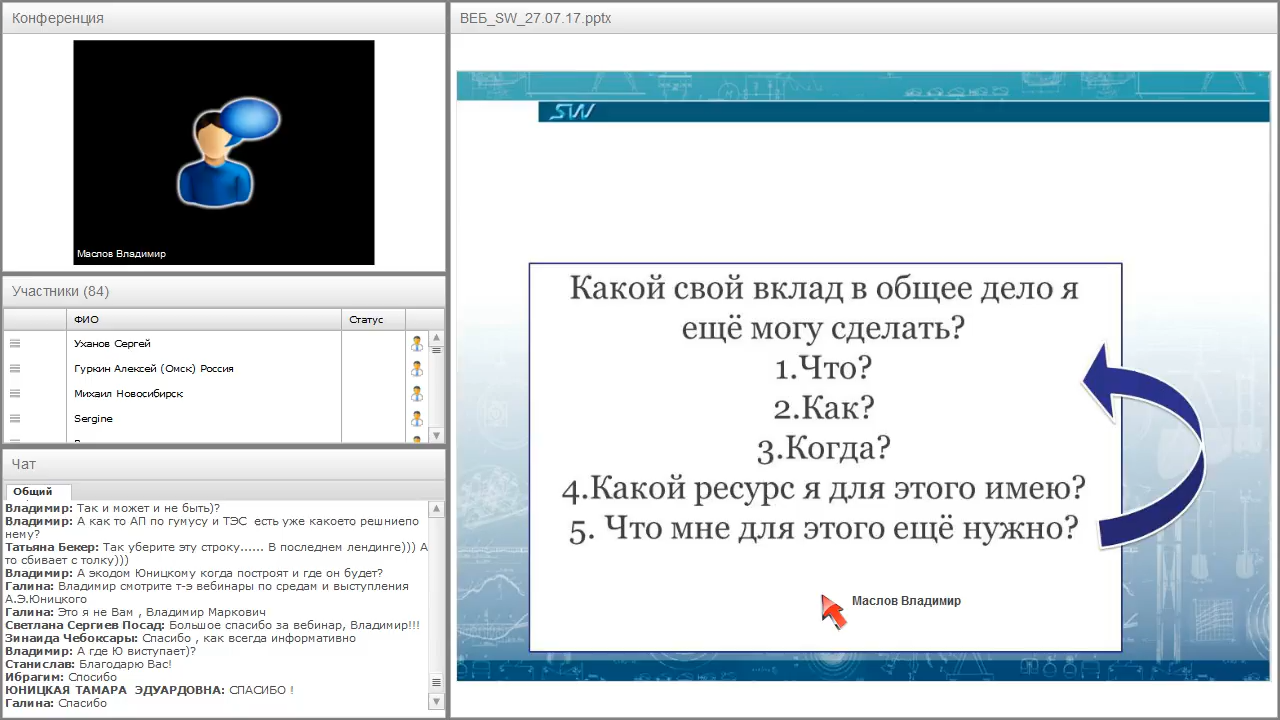 Конференция
Маслов Владимир
Участники (84)
ФИО
Статус
Уханов Сергей
Гуркин Алексей (Омск) Россия
Михаил Новосибирск
Sergine
Чат
Общий
Владимир: Так и может и не быть)?
Владимир: А как то АП по гумусу и ТЭС есть уже какоето решниепо
нему?
Татьяна Бекер: Так уберите эту строку...... В последнем лендинге))) А
то сбивает с толку)))
Владимир: А экодом Юницкому когда построят и где он будет?
Галина: Владимир смотрите т-э вебинары по средам и выступления
А.Э.Юницкого
Галина: Это я не Вам , Владимир Маркович
Светлана Сергиев Посад: Большое спасибо за вебинар, Владимир!!!
Зинаида Чебоксары: Спасибо , как всегда информативно
Владимир: А где Ю виступает)?
Станислав: Благодарю Вас!
Ибрагим: Спосибо
ЮНИЦКАЯ ТАМАРА ЭДУАРДОВНА: СПАСИБО !
Галина: Спасибо
ВЕБ_SW_27.07.17.pptx
SW
Какой свой вклад в общее дело я
ещё могу сделать?
1.Что?
2.Как?
3.Когда?
4.Какой ресурс я для этого имею?
5. Что мне для этого ещё нужно?
Маслов Владимир